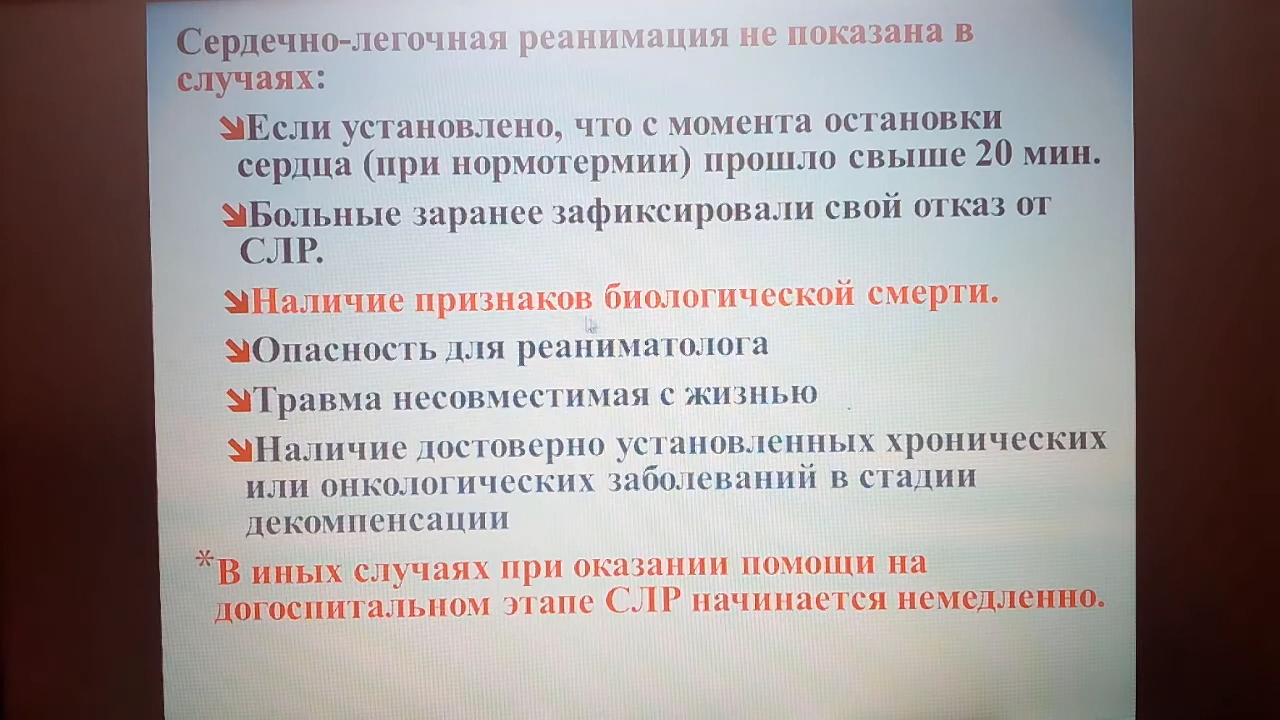 Сердечно-легочная реанимация не показана в
случаях:
Если установлено, что с момента остановки
сердца (при нормотермии) прошло свыше 20 мин.
Больные заранее зафиксировали свой отказ от
СЛР.
Наличие признаков биологической смерти.
Опасность для реаниматолога
Травма несовместимая с жизнью
Наличие достоверно установленных хронических
или онкологических заболеваний в стадии
декомпенсации
*В иных случаях при оказании помощи на
догоспитальном этапе СЛР начинается немедленно.